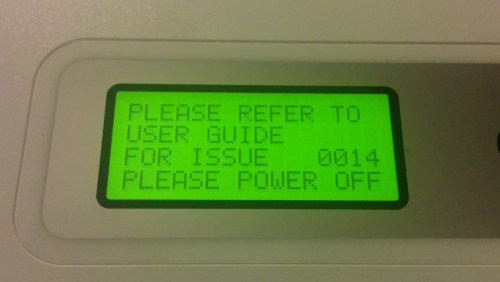 PLEASE REFER TO
USER GUIDE
FOR ISSUE 0014
PLEASE POWER OFF